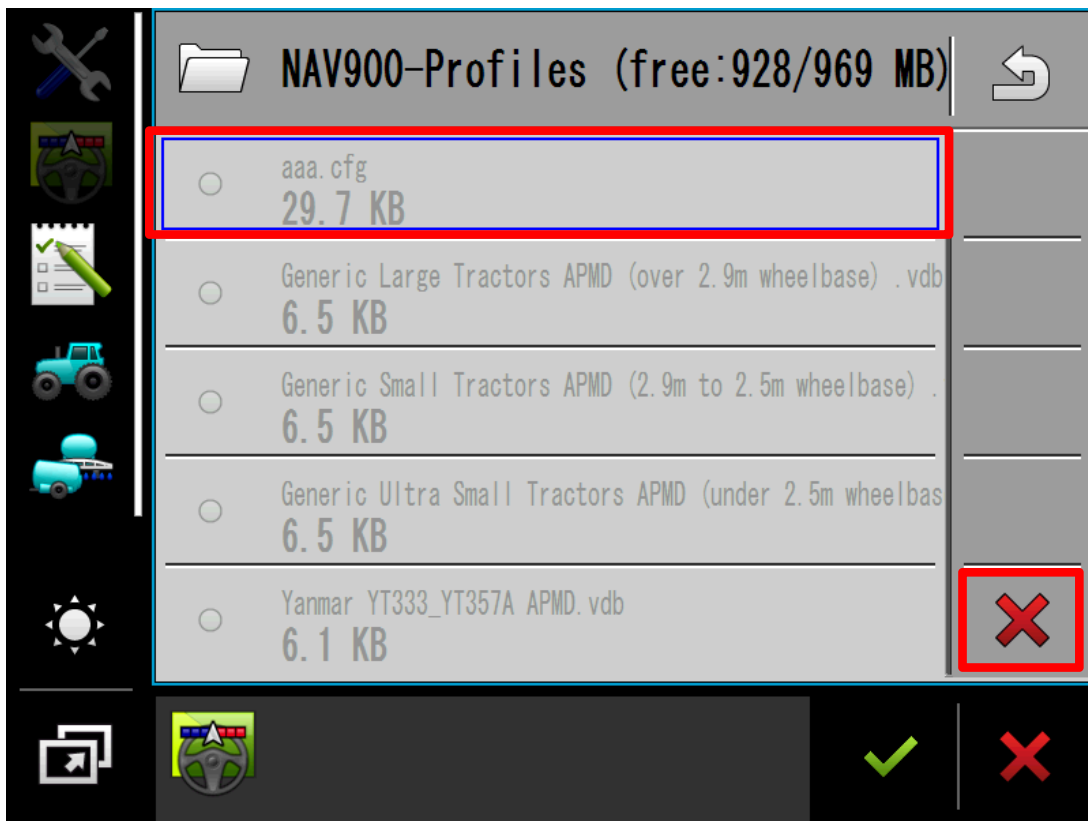 NAV900-Profiles (free:928/969 MB)
aaa.cfg
29.7 KB
Generic Large Tractors APMD (over 2.9m wheelbase) .vdb
6.5 KB
Generic Small Tractors APMD (2.9m to 2.5m wheelbase) .
6.5 KB
Generic Ultra Small Tractors APMD (under 2.5m wheelbas
6.5 KB
Yanmar YT333_YT357A APMD.vdb
6.1 KB